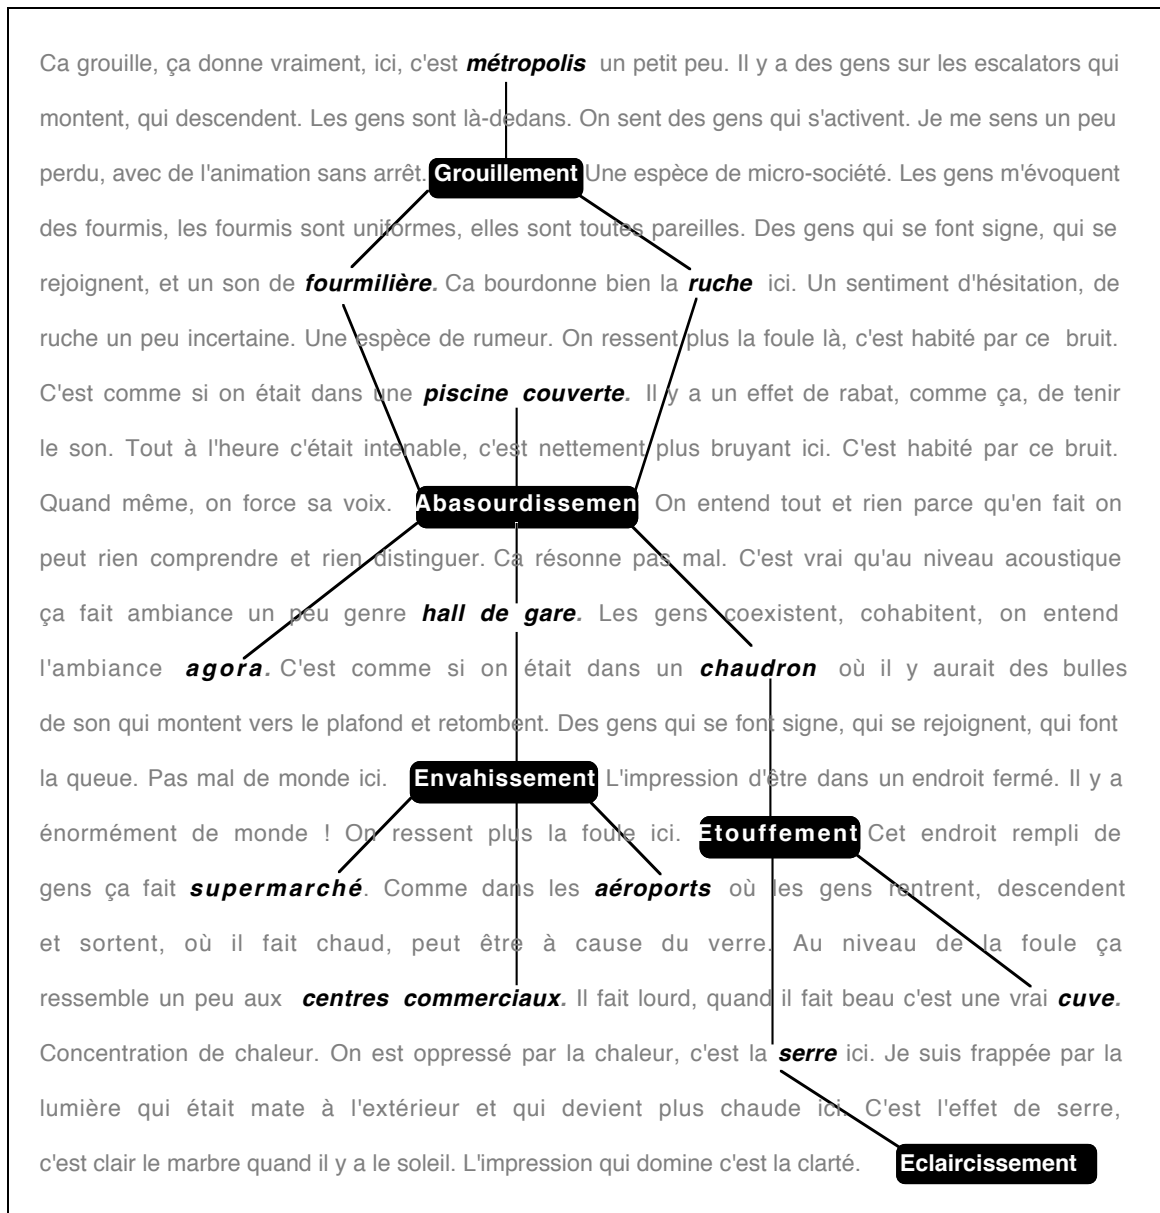 Ca grouille, ça donne vraiment, ici, c'est métropolis un petit peu. Il y a des gens sur les escalators qui
montent, qui descendent. Les gens sont là-dedans. On sent des gens qui s'activent. Je me sens un peu
perdu, avec de l'animation sans arrêt. Grouillement Une espèce de micro-société. Les gens m'évoquent
des fourmis, les fourmis sont uniformes, elles sont toutes pareilles. Des gens qui se font signe, qui se
rejoignent, et un son de fourmilière. Ca bourdonne bien la ruche ici. Un sentiment d'hésitation, de
ruche un peu incertaine. Une espèce de rumeur. On ressent plus la foule là, c'est habité par ce bruit.
C'est comme si on était dans une piscine couverte. Il y a un effet de rabat, comme ça, de tenir
le son. Tout à l'heure c'était intenable, c'est nettement plus bruyant ici. C'est habité par ce bruit.
Quand même, on force sa voix. Abasourdissemen On entend tout et rien parce qu'en fait on
peut rien comprendre et rien distinguer. Ca résonne pas mal. C'est vrai qu'au niveau acoustique
ça fait ambiance un peu genre hall de gare. Les gens coexistent, cohabitent, on entend
l'ambiance agora. C'est comme si on était dans un chaudron où il y aurait des bulles
de son qui montent vers le plafond et retombent. Des gens qui se font signe, qui se rejoignent, qui font
la queue. Pas mal de monde ici. Envahissement L'impression d'être dans un endroit fermé. Il y a
énormément de monde ! On ressent plus la foule ici. Etouffement Cet endroit rempli de
gens ça fait supermarché. Comme dans les aéroports où les gens rentrent, descendent
et sortent, où il fait chaud, peut être à cause du verre. Au niveau de la foule ça
ressemble un peu aux centres commerciaux. Il fait lourd, quand il fait beau c'est une vrai cuve.
Concentration de chaleur. On est oppressé par la chaleur, c'est la serre ici. Je suis frappée par la
lumière qui était mate à l'extérieur et qui devient plus chaude ici. C'est l'effet de serre,
c'est clair le marbre quand il y a le soleil. L'impression qui domine c'est la clarté. Eclaircissement